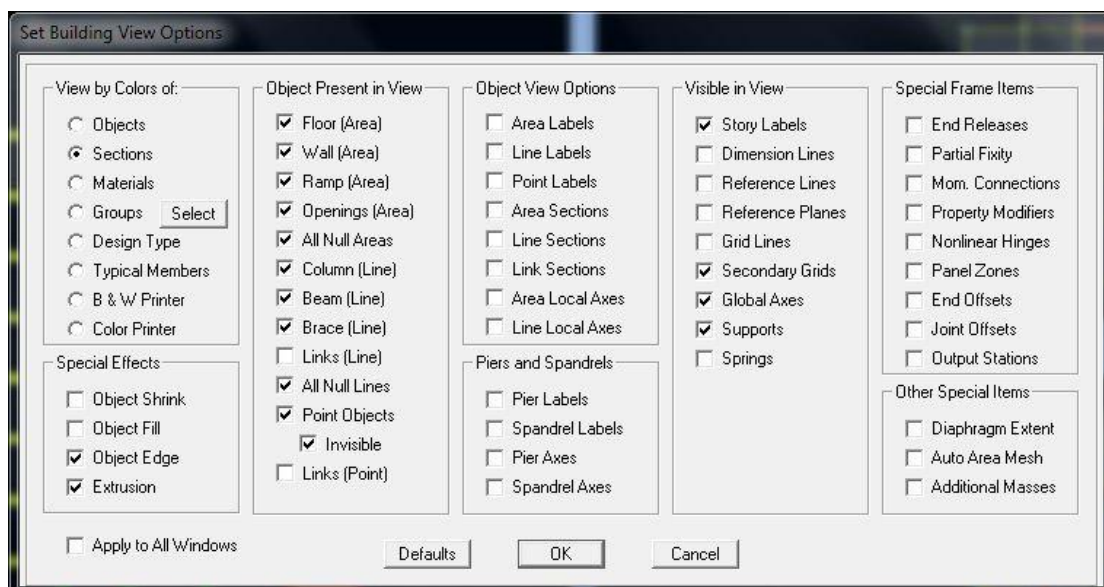 Set Building View Options
View by Colors of:
Objects
Sections
Materials
Groups
Select
Design Type
Typical Members
B & W Printer
Color Printer
Special Effects
Object Shrink
Object Fill
Object Edge
Extrusion
Apply to All Windows
Object Present in View
Floor (Area)
Wall (Area)
Ramp (Area)
Openings (Area)
All Null Areas
Column (Line)
Beam (Line)
Brace (Line)
Links (Line)
All Null Lines
Point Objects
Invisible
Links (Point)
Object View Options
Area Labels
Line Labels
Point Labels
Area Sections
Line Sections
Link Sections
Area Local Axes
Line Local Axes
Piers and Spandrels
Pier Labels
Spandrel Labels
Pier Axes
Spandrel Axes
Visible in View
Story Labels
Dimension Lines
Reference Lines
Reference Planes
Grid Lines
Secondary Grids
Global Axes
Supports
Springs
Special Frame Items
End Releases
Partial Fixity
Mom. Connections
Property Modifiers
Nonlinear Hinges
Panel Zones
End Offsets
Joint Offsets
Output Stations
Other Special Items
Diaphragm Extent
Auto Area Mesh
Additional Masses
Defaults
OK
Cancel